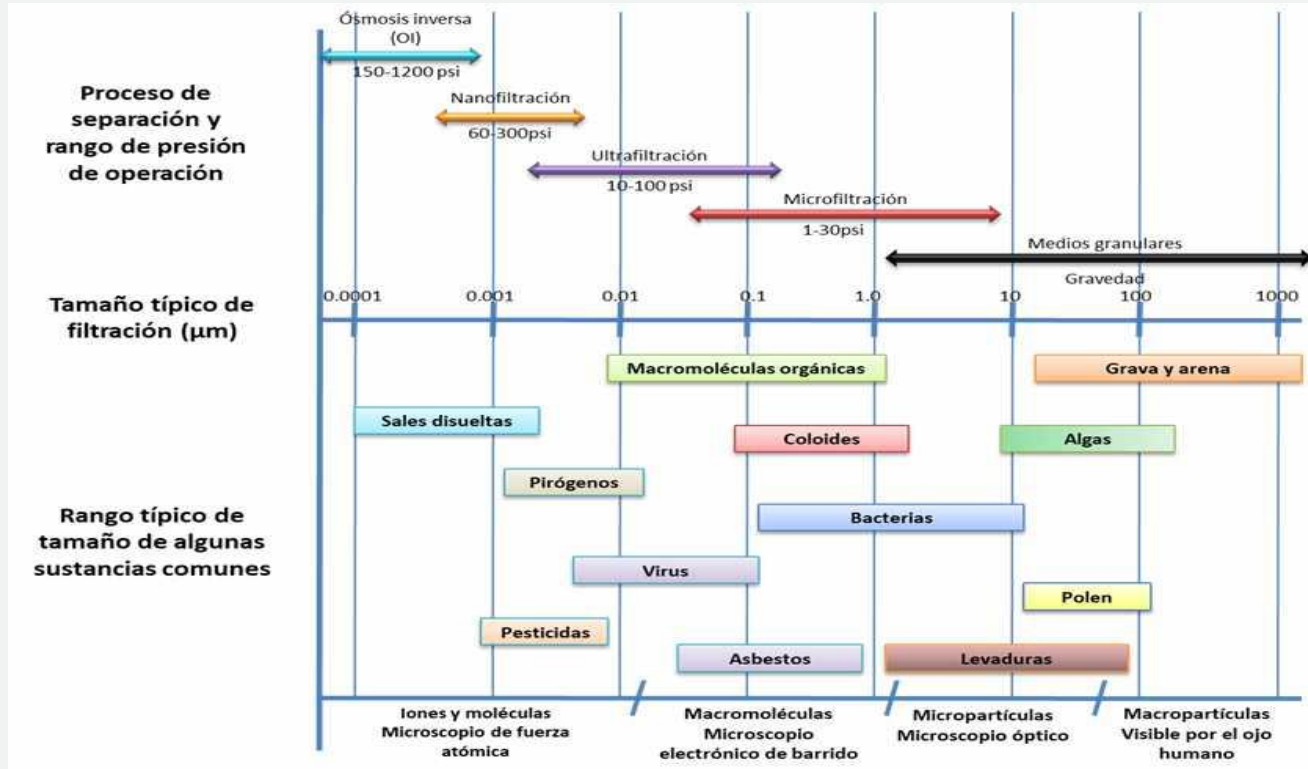 Ósmosis inversa
(OI)
150-1200 psi
Proceso de
separación y
rango de presión
de operación
Nanofiltración
60-300psi
Ultrafiltración
10-100 psi
Microfiltración
1-30psi
Medios granulares
Gravedad
Tamaño típico de
filtración (µm)
0.0001 0.001 0.01 0.1 1.0 10 100 1000
Macromoléculas orgánicas Grava y arena
Sales disueltas
Coloides Algas
Pirógenos
Rango típico de
tamaño de algunas
sustancias comunes
Bacterias
Virus
Polen
Pesticidas
Asbestos Levaduras
Iones y moléculas
Microscopio de fuerza
atómica
Macromoléculas
Microscopio
electrónico de barrido
Micropartículas
Microscopio óptico
Macropartículas
Visible por el ojo
humano